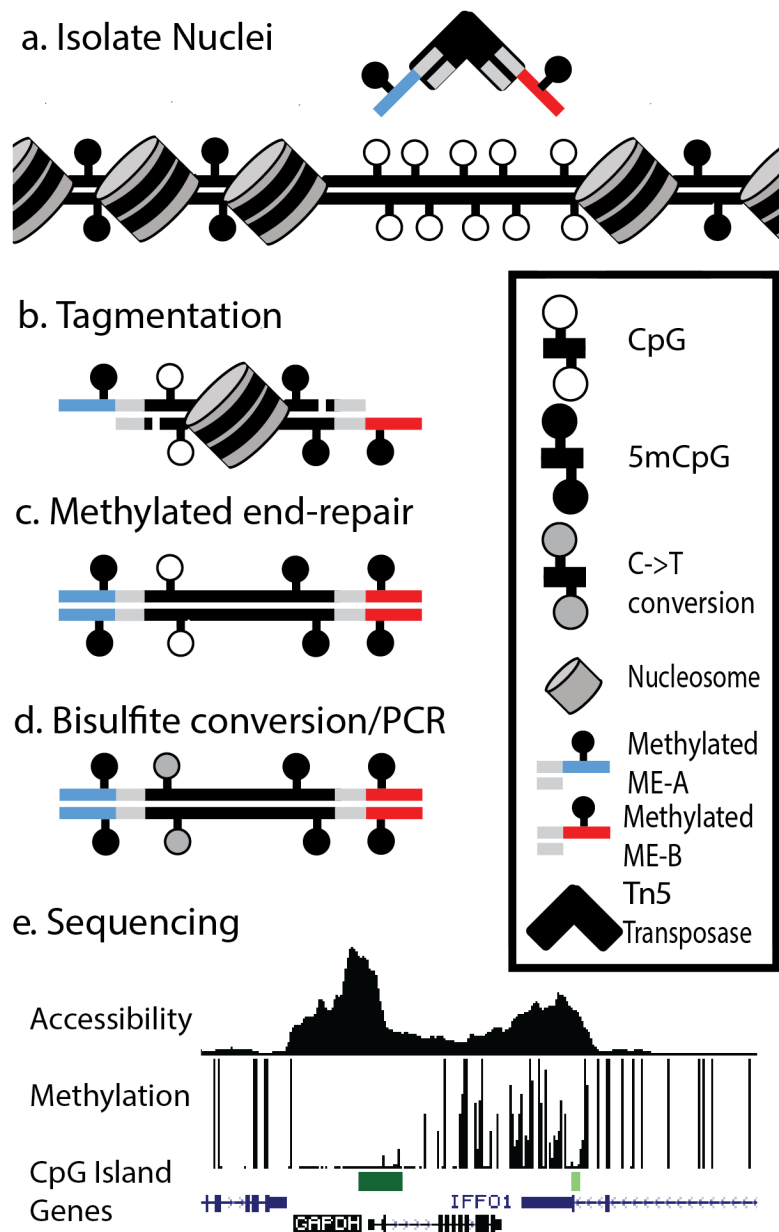 a. Isolate Nuclei
b. Tagmentation
c. Methylated end-repair
d. Bisulfite conversion/PCR
CpG
5mCpG
C->T
conversion
Nucleosome
Methylated
ME-A
Methylated
ME-B
Tn5
Transposase
e. Sequencing
Accessibility
Methylation
CpG Island
Genes
IFFO1
GAPDH